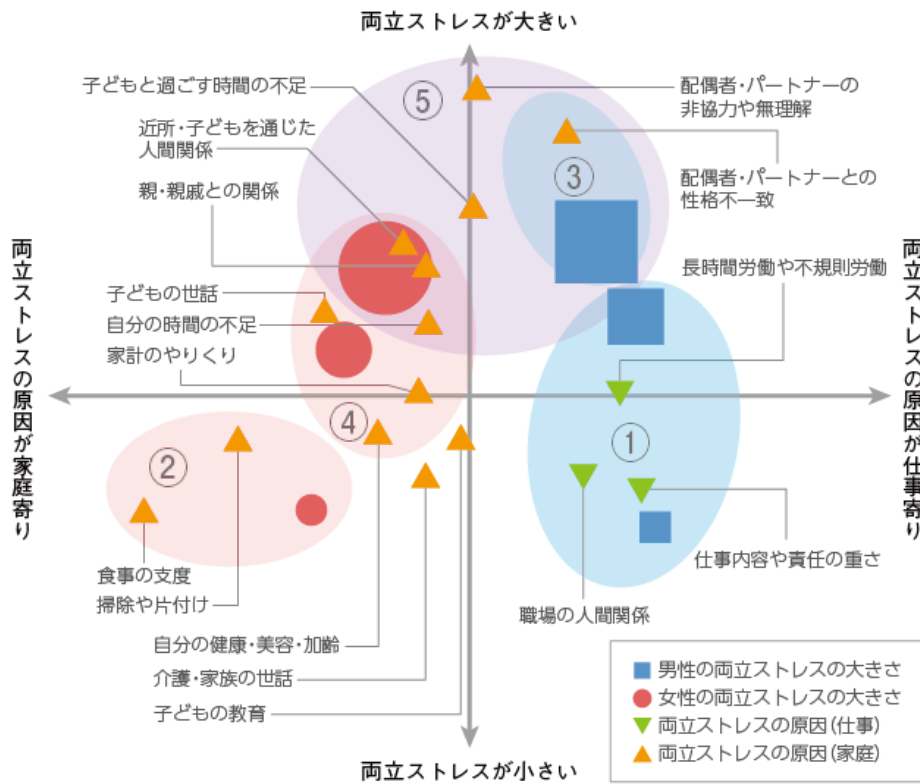 両立ストレスが大きい
子どもと過ごす時間の不足
⑤
配偶者・パートナーの
非協力や無理解
近所・子どもを通じた
人間関係
③
配偶者・パートナーとの
性格不一致
親・親戚との関係
両立ストレスの原因が家庭寄り
両立ストレスの原因が仕事寄り
長時間労働や不規則労働
子どもの世話
自分の時間の不足
家計のやりくり
④
①
②
食事の支度
掃除や片付け
仕事内容や責任の重さ
職場の人間関係
自分の健康・美容・加齢
介護・家族の世話
子どもの教育
男性の両立ストレスの大きさ
女性の両立ストレスの大きさ
両立ストレスの原因(仕事)
両立ストレスの原因(家庭)
両立ストレスが小さい